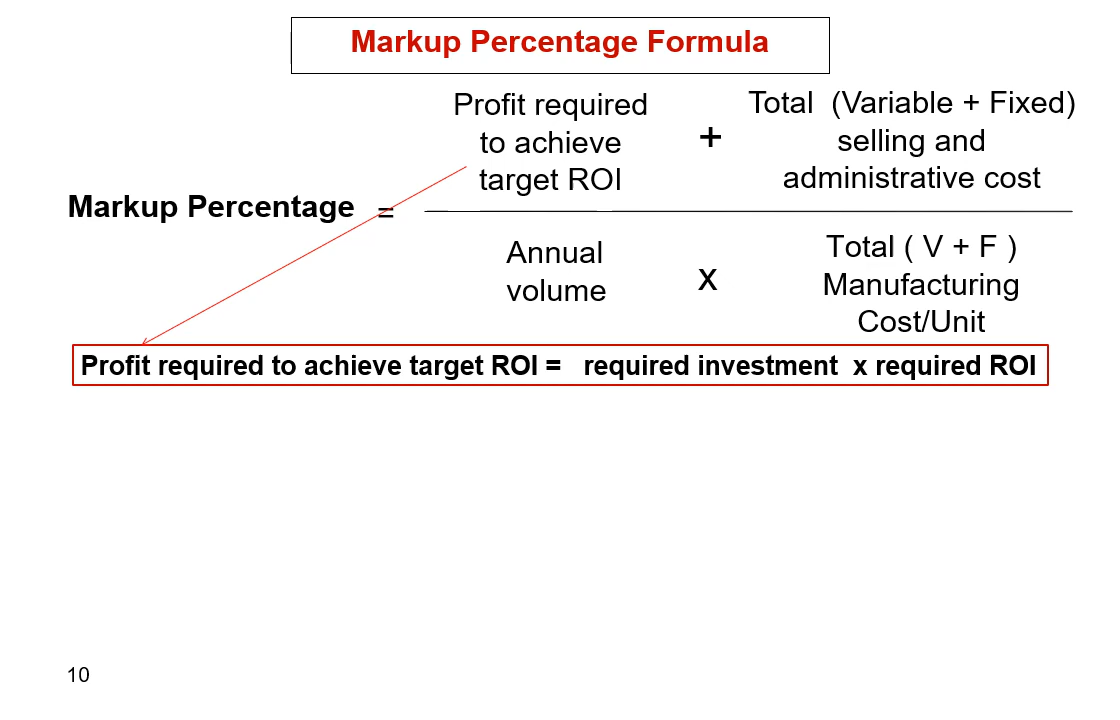 Markup Percentage Formula
Profit required
to achieve
target ROI
+
Total (Variable + Fixed)
selling and
administrative cost
Markup Percentage =
Annual
volume
x
Total ( V + F )
Manufacturing
Cost/Unit
Profit required to achieve target ROI = required investment x required ROI
10